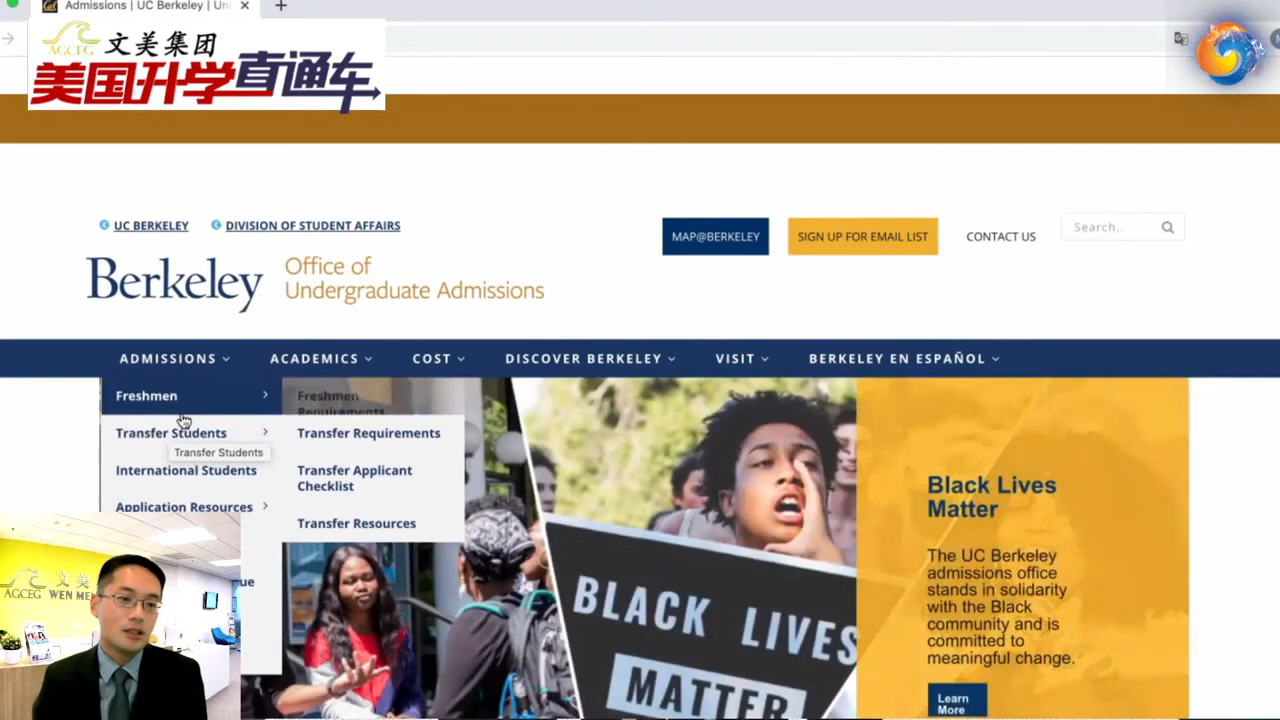 Admissions | UC Berkeley | Un
AGCEG 文美集团
美国升学直通车
UC BERKELEY
DIVISION OF STUDENT AFFAIRS
MAP@BERKELEY
SIGN UP FOR EMAIL LIST
CONTACT US
Search..
Berkeley
Office of
Undergraduate Admissions
ADMISSIONS
ACADEMICS
COST
DISCOVER BERKELEY
VISIT
BERKELEY EN ESPAÑOL
Freshmen
Freshmen
Requirements
Transfer Students
Transfer Requirements
Transfer Students
International Students
Transfer Applicant
Checklist
Application Resources
Transfer Resources
ue
Black Lives
Matter
The UC Berkeley
admissions office
stands in solidarity
with the Black
community and is
committed to
meaningful change.
Learn
More
BLACK LIVES
MATTER
文美
AGCEG WEN MEI